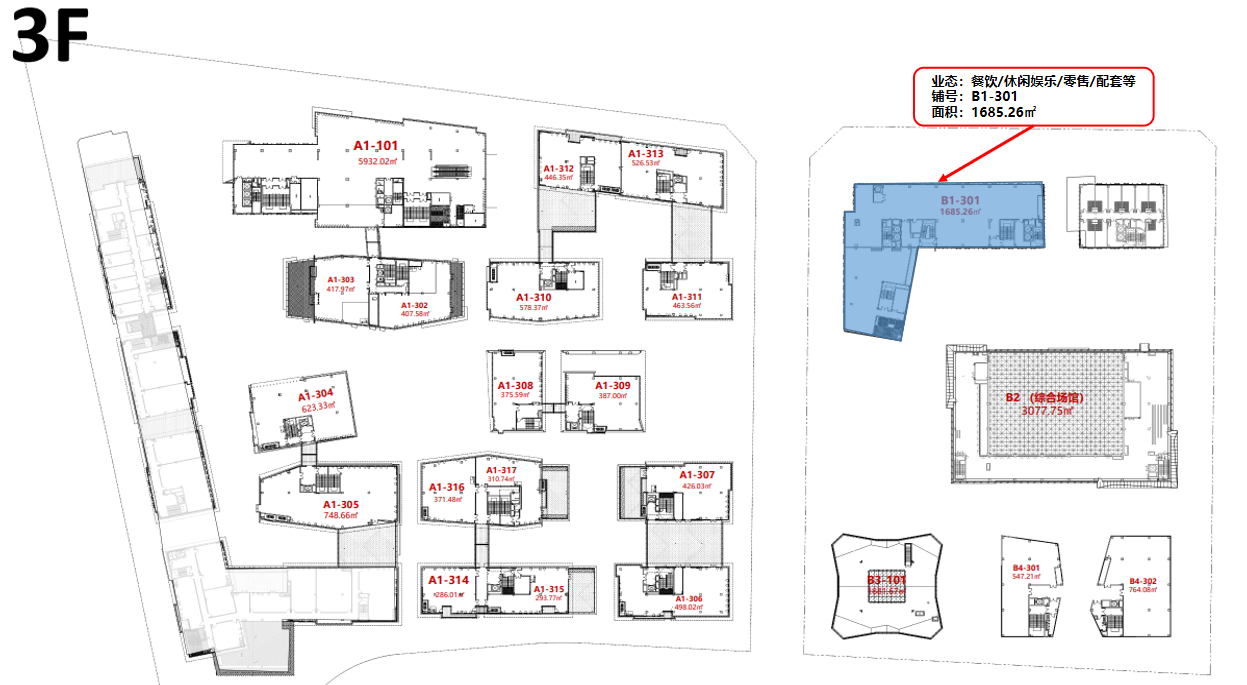 3F
业态：餐饮/休闲娱乐/零售/配套等
铺号：B1-301
面积：1685.26㎡
A1-101
5932.02㎡
A1-312
446.35㎡
A1-313
526.53㎡
B1-301
1685.26㎡
A1-303
417.97㎡
A1-302
407.58㎡
A1-310
578.37㎡
A1-311
463.56㎡
A1-304
623.33㎡
A1-308
375.59㎡
A1-309
387.00㎡
B2 (综合场馆)
3077.75㎡
A1-305
748.66㎡
A1-316
371.48㎡
A1-317
310.74㎡
A1-307
426.03㎡
A1-314
286.01㎡
A1-315
293.77㎡
A1-306
498.02㎡
B3-101
1681.67㎡
B4-301
547.21㎡
B4-302
764.08㎡